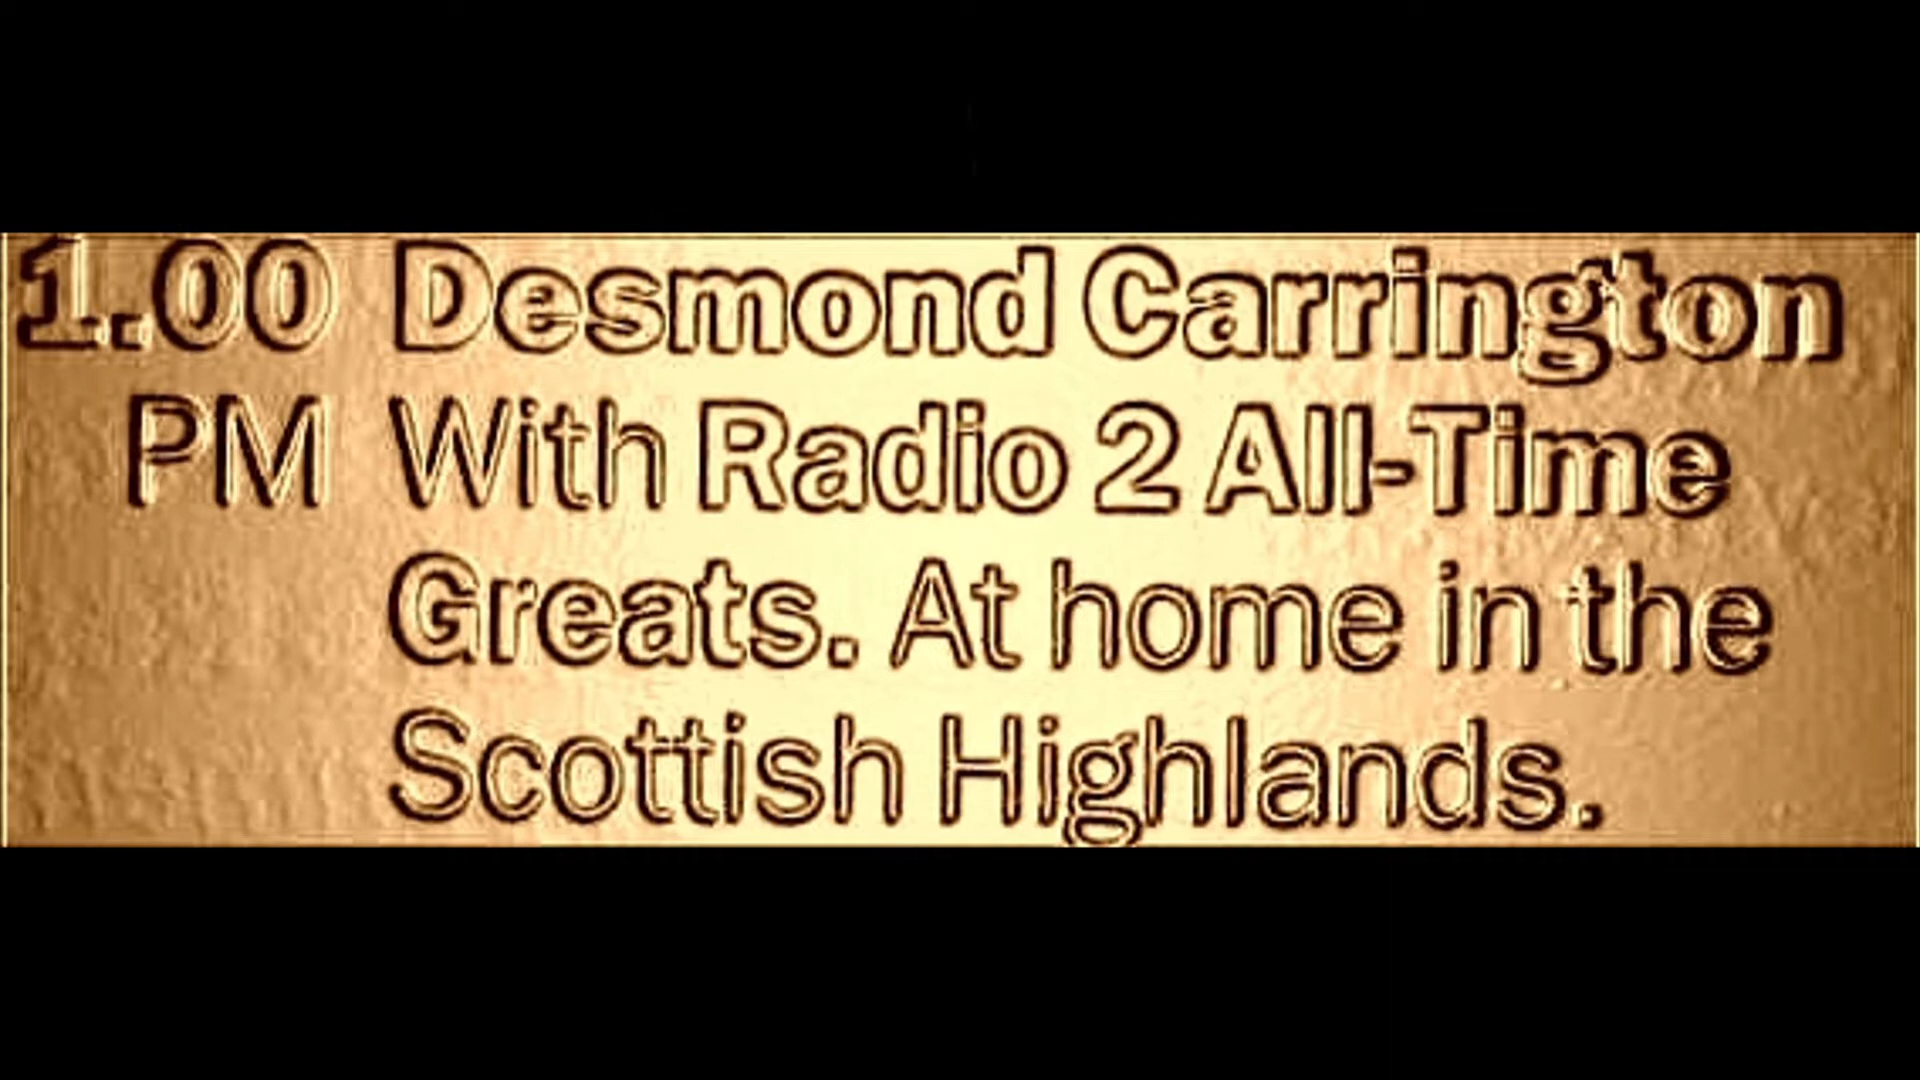 1.00 Desmond Carrington
PM With Radio 2 All-Time
Greats. At home in the
Scottish Highlands.